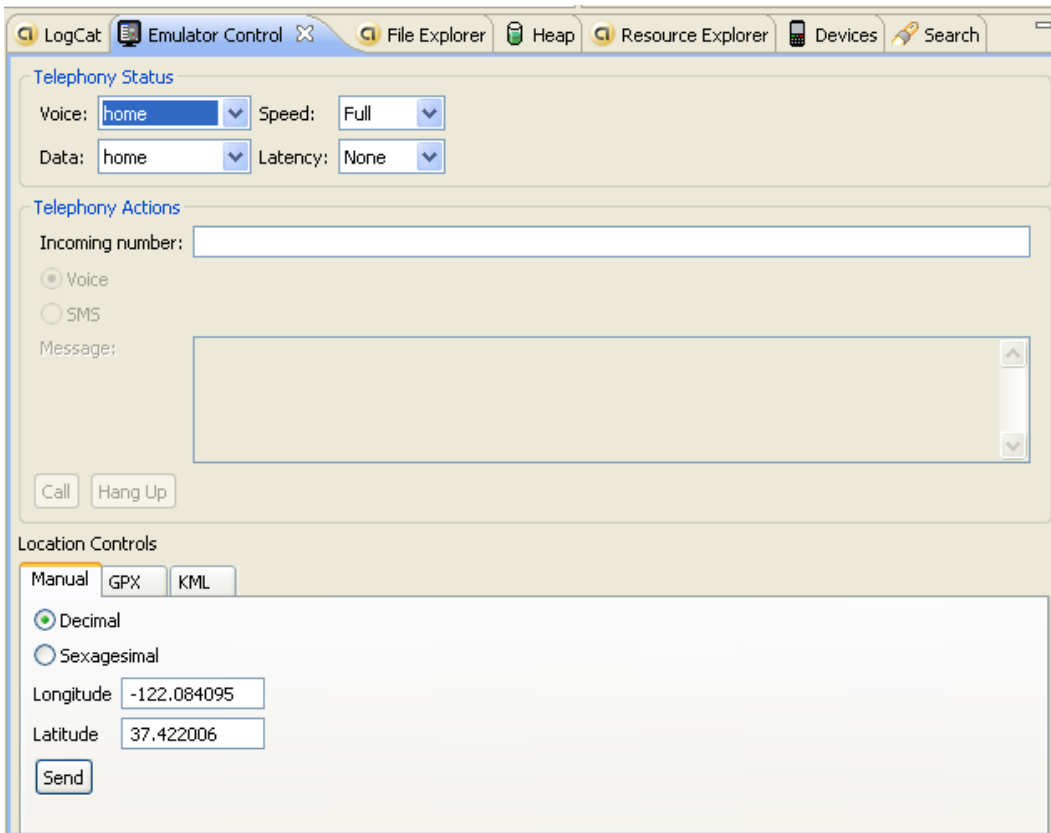 LogCat Emulator Control File Explorer Heap Resource Explorer Devices Search
Telephony Status
Voice: home Speed: Full
Data: home Latency: None
Telephony Actions
Incoming number:
Voice
SMS
Message:
Call Hang Up
Location Controls
Manual GPX KML
Decimal
Sexagesimal
Longitude -122.084095
Latitude 37.422006
Send